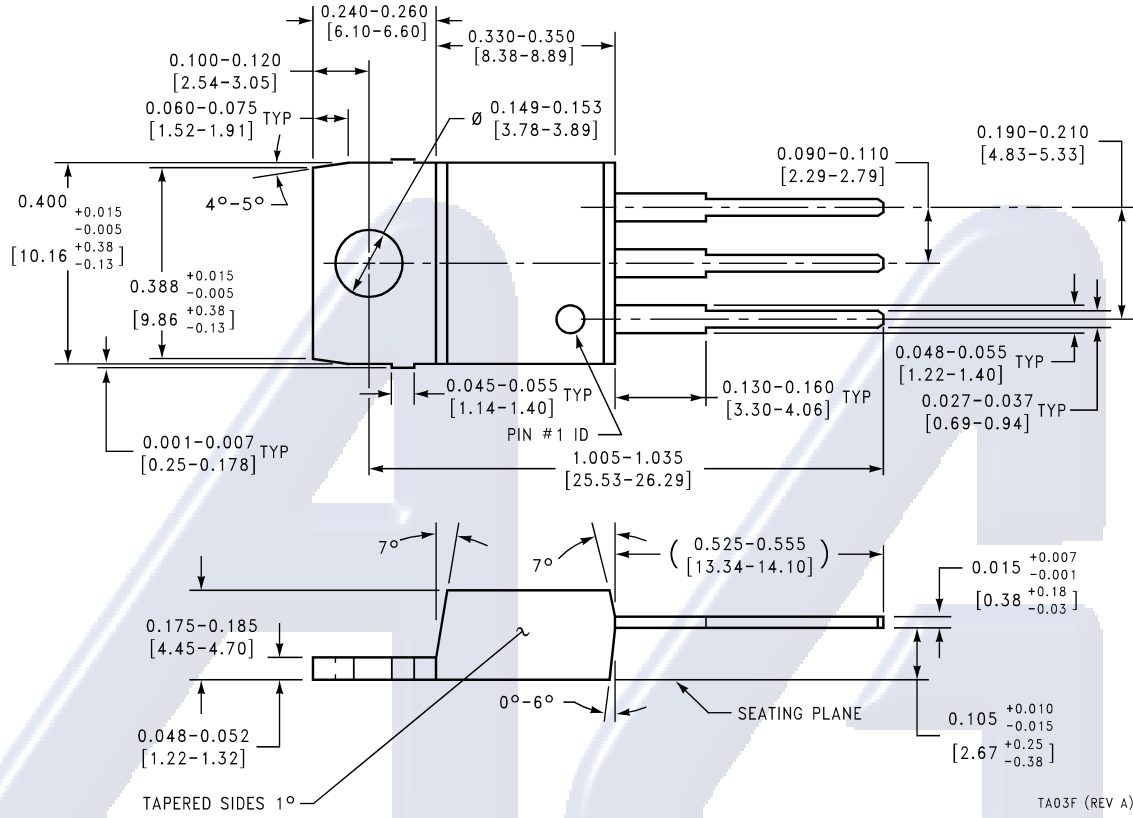 0.240-0.260
[6.10-6.60]
0.330-0.350
[8.38-8.89]
0.100-0.120
[2.54-3.05]
0.060-0.075 TYP
[1.52-1.91]
Ø 0.149-0.153
[3.78-3.89]
0.190-0.210
[4.83-5.33]
0.090-0.110
[2.29-2.79]
4°-5°
0.400 +0.015 -0.005
[10.16 +0.38 -0.13]
0.388 +0.015 -0.005
[9.86 +0.38 -0.13]
0.048-0.055 TYP
[1.22-1.40]
0.045-0.055 TYP
[1.14-1.40]
0.130-0.160 TYP
[3.30-4.06]
0.027-0.037 TYP
[0.69-0.94]
PIN #1 ID
0.001-0.007 TYP
[0.25-0.178]
1.005-1.035
[25.53-26.29]
7°
7°
( 0.525-0.555 )
[13.34-14.10]
0.015 +0.007 -0.001
[0.38 +0.18 -0.03]
0.175-0.185
[4.45-4.70]
0°-6°
SEATING PLANE
0.105 +0.010 -0.015
[2.67 +0.25 -0.38]
0.048-0.052
[1.22-1.32]
TAPERED SIDES 1°
TA03F (REV A)